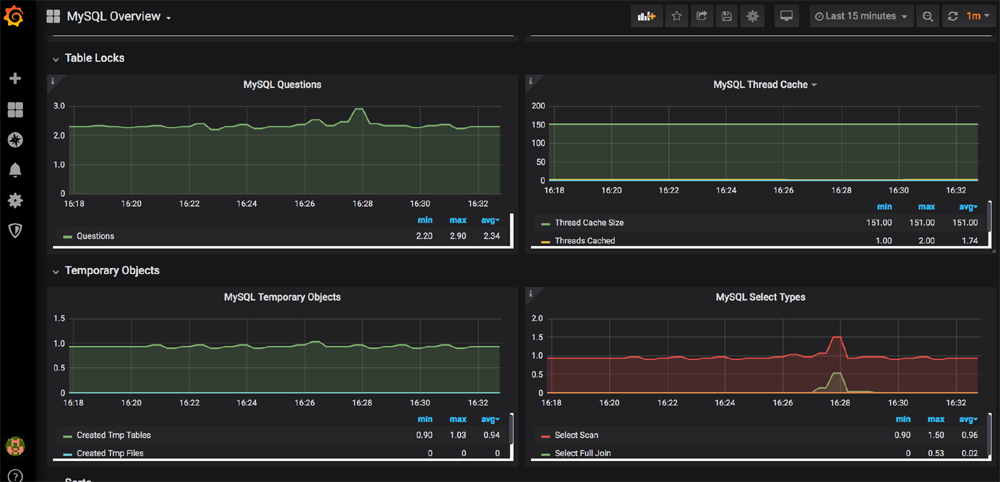 MySQL Overview
Last 15 minutes
1m
Table Locks
MySQL Questions
3.0
2.0
1.0
0
16:18 16:20 16:22 16:24 16:26 16:28 16:30 16:32
min max avg
Questions 2.20 2.90 2.34
MySQL Thread Cache
200
150
100
50
0
16:18 16:20 16:22 16:24 16:26 16:28 16:30 16:32
min max avg
Thread Cache Size 151.00 151.00 151.00
Threads Cached 1.00 2.00 1.74
Temporary Objects
MySQL Temporary Objects
1.5
1.0
0.5
0
16:18 16:20 16:22 16:24 16:26 16:28 16:30 16:32
min max avg
Created Tmp Tables 0.90 1.03 0.94
Created Tmp Files 0 0 0
MySQL Select Types
2.0
1.5
1.0
0.5
0
16:18 16:20 16:22 16:24 16:26 16:28 16:30 16:32
min max avg
Select Scan 0.90 1.50 0.96
Select Full Join 0 0.53 0.02
Sorts